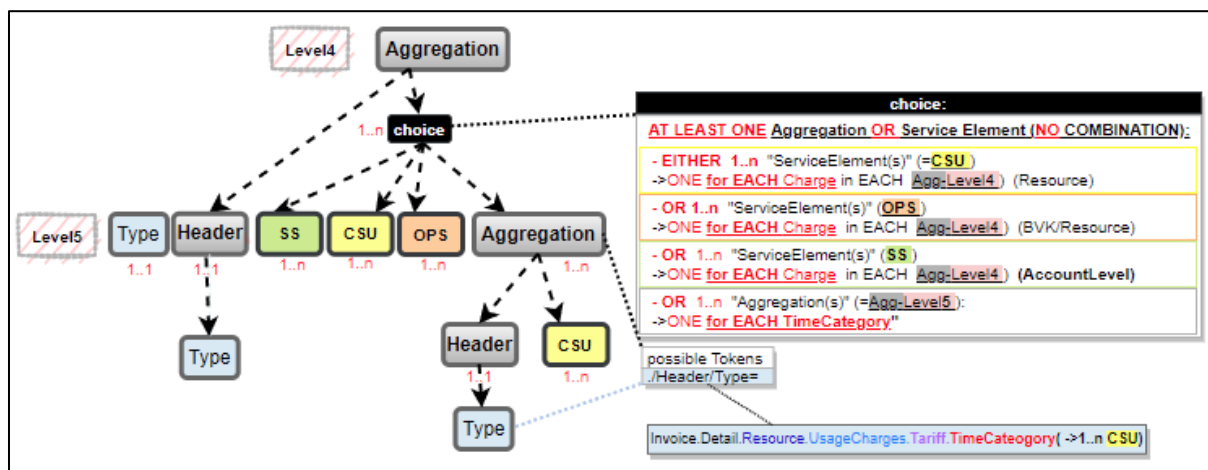 Level4
Aggregation
1..n
choice
choice:
AT LEAST ONE Aggregation OR Service Element (NO COMBINATION):
- EITHER 1..n "ServiceElement(s)" (=CSU )
->ONE for EACH Charge in EACH Agg-Level4 ) (Resource)
- OR 1..n "ServiceElement(s)" (OPS)
->ONE for EACH Charge in EACH Agg-Level4 ) (BVK/Resource)
- OR 1..n "ServiceElement(s)" (SS )
->ONE for EACH Charge in EACH Agg-Level4 ) (AccountLevel)
- OR 1..n "Aggregation(s)" (=Agg-Level5 ):
->ONE for EACH TimeCategory"
Level5
Type
Header
SS
CSU
OPS
Aggregation
1..1
1..1
1..n
1..n
1..n
1..n
Type
Header
CSU
1..1
1..n
Type
possible Tokens
./Header/Type=
Invoice.Detail.Resource.UsageCharges.Tariff.TimeCateogory( ->1..n CSU)